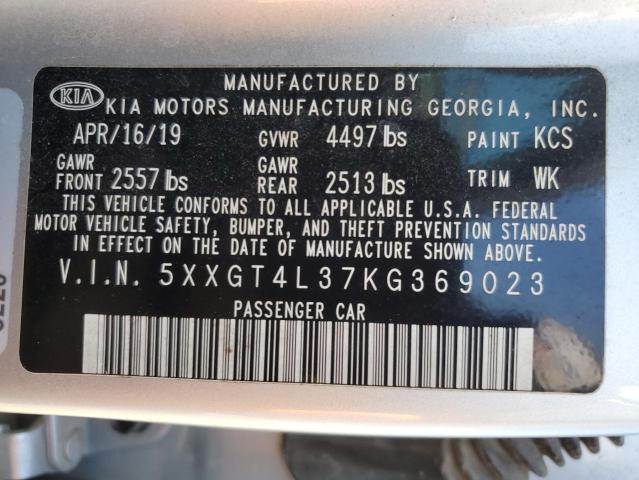 MANUFACTURED BY
KIA KIA MOTORS MANUFACTURING GEORGIA, INC.
APR/16/19 GVWR 4497 lbs PAINT KCS
GAWR FRONT 2557 lbs GAWR REAR 2513 lbs TRIM WK
THIS VEHICLE CONFORMS TO ALL APPLICABLE U.S.A. FEDERAL
MOTOR VEHICLE SAFETY, BUMPER, AND THEFT PREVENTION STANDARDS
IN EFFECT ON THE DATE OF MANUFACTURE SHOWN ABOVE.
V.I.N. 5XXGT4L37KG369023
PASSENGER CAR